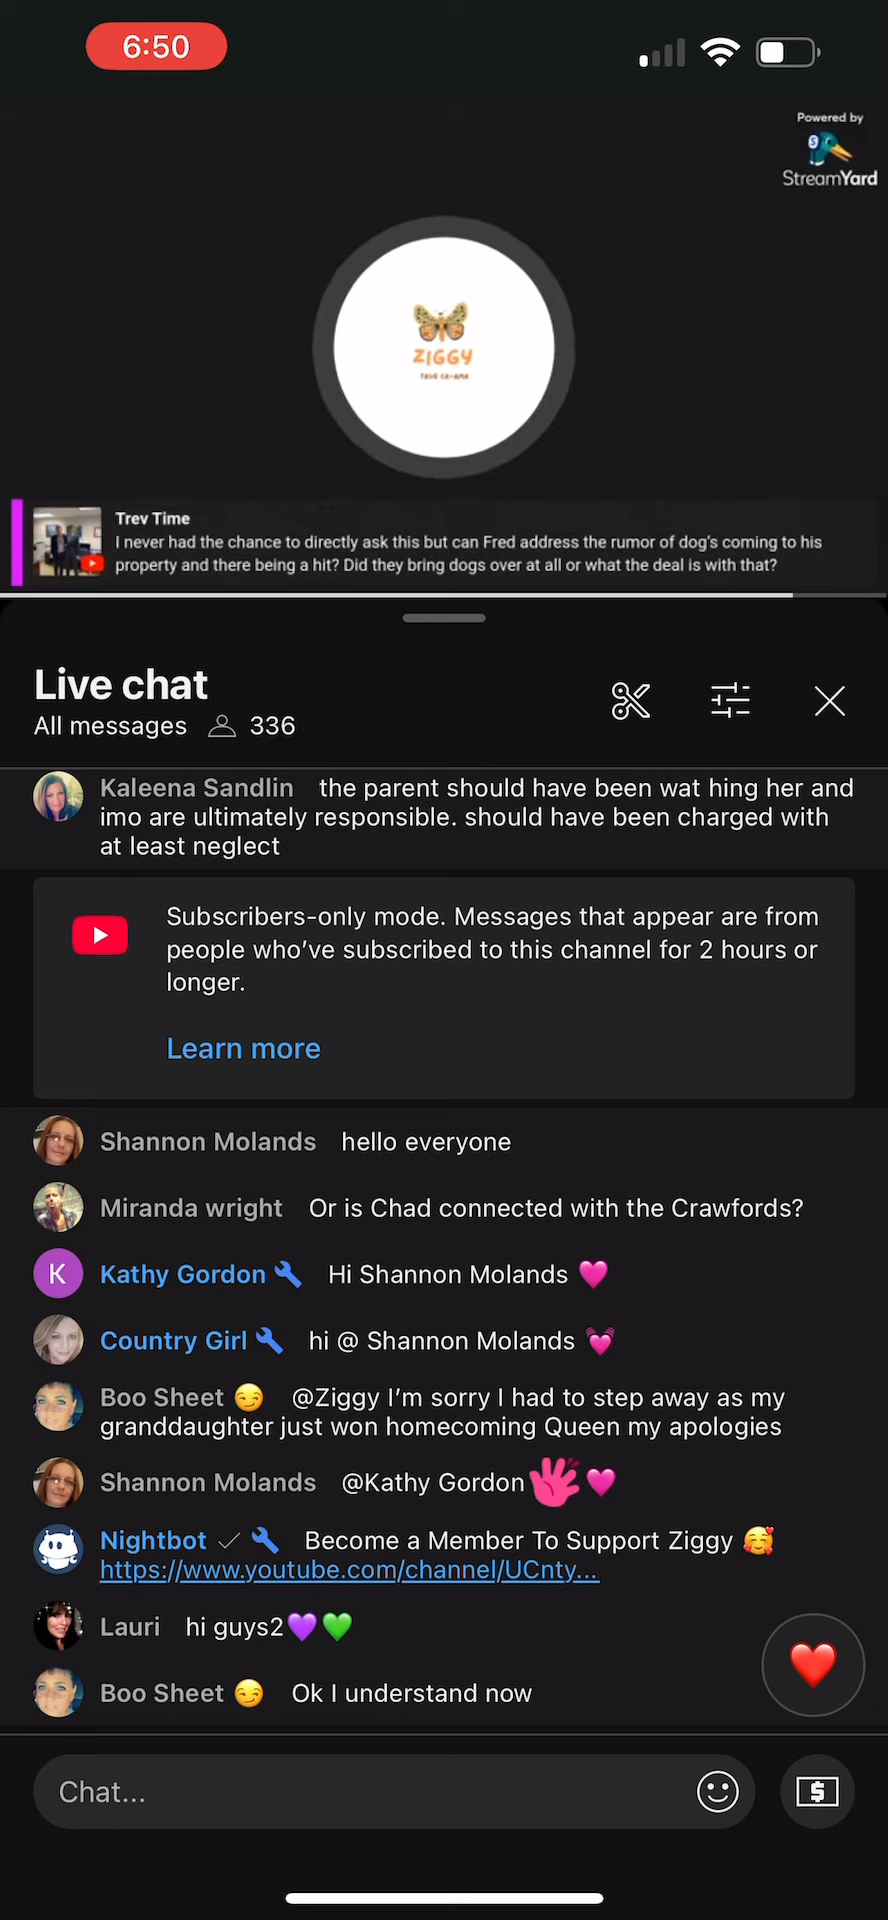 6:50
Powered by
StreamYard
ZIGGY
Trev Time
I never had the chance to directly ask this but can Fred address the rumor of dog's coming to his
property and there being a hit? Did they bring dogs over at all or what the deal is with that?
Live chat
All messages 336
Kaleena Sandlin the parent should have been wat hing her and
imo are ultimately responsible. should have been charged with
at least neglect
Subscribers-only mode. Messages that appear are from
people who’ve subscribed to this channel for 2 hours or
longer.
Learn more
Shannon Molands hello everyone
Miranda wright Or is Chad connected with the Crawfords?
K Kathy Gordon 🔧 Hi Shannon Molands 🩷
Country Girl 🔧 hi @ Shannon Molands 💓
Boo Sheet 😏 @Ziggy I’m sorry I had to step away as my
granddaughter just won homecoming Queen my apologies
Shannon Molands @Kathy Gordon 👋🩷
Nightbot ✓ 🔧 Become a Member To Support Ziggy 🥰
https://www.youtube.com/channel/UCnty...
Lauri hi guys2💜💚
Boo Sheet 😏 Ok I understand now
Chat...